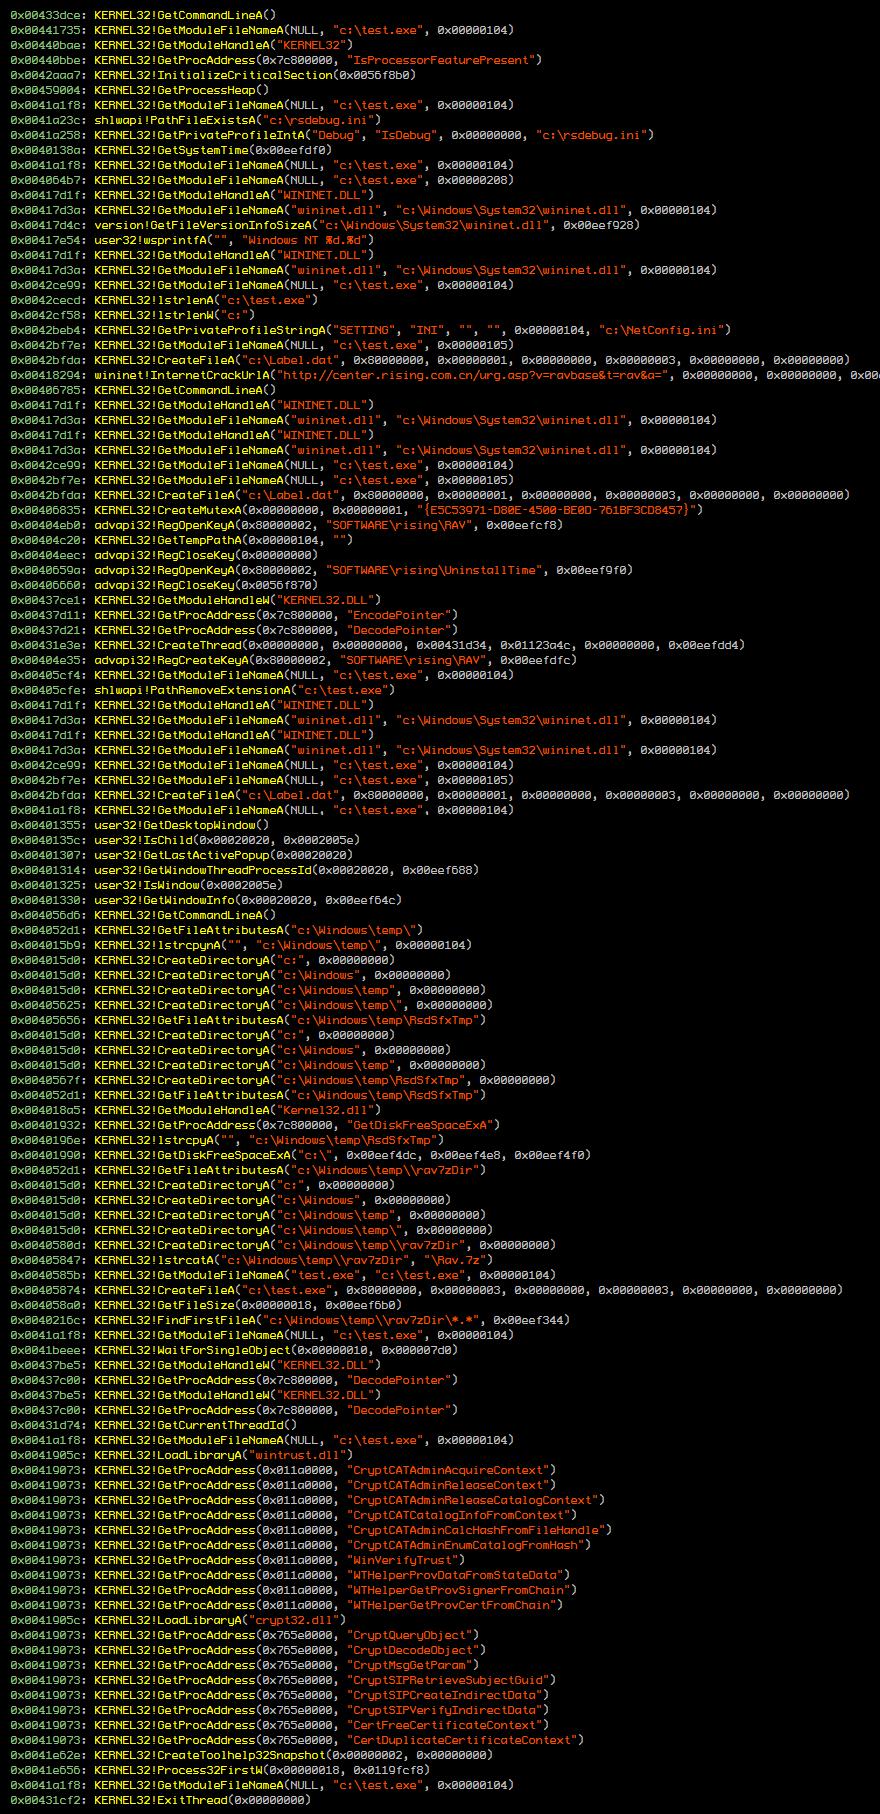 0x00433dce: KERNEL32!GetCommandLineA()
0x00441735: KERNEL32!GetModuleFileNameA(NULL, "c:\test.exe", 0x00000104)
0x00440bae: KERNEL32!GetModuleHandleA("KERNEL32")
0x00440bbe: KERNEL32!GetProcAddress(0x7c800000, "IsProcessorFeaturePresent")
0x0042aaa7: KERNEL32!InitializeCriticalSection(0x0056f8b0)
0x00459004: KERNEL32!GetProcessHeap()
0x0041a1f8: KERNEL32!GetModuleFileNameA(NULL, "c:\test.exe", 0x00000104)
0x0041a23c: shlwapi!PathFileExistsA("c:\rsdebug.ini")
0x0041a258: KERNEL32!GetPrivateProfileIntA("Debug", "IsDebug", 0x00000000, "c:\rsdebug.ini")
0x0040138a: KERNEL32!GetSystemTime(0x00eefdf0)
0x0041a1f8: KERNEL32!GetModuleFileNameA(NULL, "c:\test.exe", 0x00000104)
0x004064b7: KERNEL32!GetModuleFileNameA(NULL, "c:\test.exe", 0x00000208)
0x00417d1f: KERNEL32!GetModuleHandleA("WININET.DLL")
0x00417d3a: KERNEL32!GetModuleFileNameA("wininet.dll", "c:\Windows\System32\wininet.dll", 0x00000104)
0x00417d4c: version!GetFileVersionInfoSizeA("c:\Windows\System32\wininet.dll", 0x00eef928)
0x00417e54: user32!wsprintfA("", "Windows NT %d.%d")
0x00417d1f: KERNEL32!GetModuleHandleA("WININET.DLL")
0x00417d3a: KERNEL32!GetModuleFileNameA("wininet.dll", "c:\Windows\System32\wininet.dll", 0x00000104)
0x0042ce99: KERNEL32!GetModuleFileNameA(NULL, "c:\test.exe", 0x00000104)
0x0042cecd: KERNEL32!lstrlenA("c:\test.exe")
0x0042cf58: KERNEL32!lstrlenW("c:")
0x0042beb4: KERNEL32!GetPrivateProfileStringA("SETTING", "INI", "", "", 0x00000104, "c:\NetConfig.ini")
0x0042bf7e: KERNEL32!GetModuleFileNameA(NULL, "c:\test.exe", 0x00000105)
0x0042bfda: KERNEL32!CreateFileA("c:\Label.dat", 0x80000000, 0x00000001, 0x00000000, 0x00000003, 0x00000000, 0x00000000)
0x00418294: wininet!InternetCrackUrlA("http://center.rising.com.cn/urg.asp?v=ravbase&t=rav&a=", 0x00000000, 0x00000000, 0x00
0x00406785: KERNEL32!GetCommandLineA()
0x00417d1f: KERNEL32!GetModuleHandleA("WININET.DLL")
0x00417d3a: KERNEL32!GetModuleFileNameA("wininet.dll", "c:\Windows\System32\wininet.dll", 0x00000104)
0x00417d1f: KERNEL32!GetModuleHandleA("WININET.DLL")
0x00417d3a: KERNEL32!GetModuleFileNameA("wininet.dll", "c:\Windows\System32\wininet.dll", 0x00000104)
0x0042ce99: KERNEL32!GetModuleFileNameA(NULL, "c:\test.exe", 0x00000104)
0x0042bf7e: KERNEL32!GetModuleFileNameA(NULL, "c:\test.exe", 0x00000105)
0x0042bfda: KERNEL32!CreateFileA("c:\Label.dat", 0x80000000, 0x00000001, 0x00000000, 0x00000003, 0x00000000, 0x00000000)
0x00406835: KERNEL32!CreateMutexA(0x00000000, 0x00000001, "{E5C53971-D80E-4500-BE0D-761BF3CD8457}")
0x00404eb0: advapi32!RegOpenKeyA(0x80000002, "SOFTWARE\rising\RAV", 0x00eefcf8)
0x00404c20: KERNEL32!GetTempPathA(0x00000104, "")
0x00404eec: advapi32!RegCloseKey(0x00000000)
0x0040659a: advapi32!RegOpenKeyA(0x80000002, "SOFTWARE\rising\UninstallTime", 0x00eef9f0)
0x00406660: advapi32!RegCloseKey(0x0056f870)
0x00437ce1: KERNEL32!GetModuleHandleW("KERNEL32.DLL")
0x00437d11: KERNEL32!GetProcAddress(0x7c800000, "EncodePointer")
0x00437d21: KERNEL32!GetProcAddress(0x7c800000, "DecodePointer")
0x00431e3e: KERNEL32!CreateThread(0x00000000, 0x00000000, 0x00431d34, 0x01123a4c, 0x00000000, 0x00eefdd4)
0x00404e35: advapi32!RegCreateKeyA(0x80000002, "SOFTWARE\rising\RAV", 0x00eefdfc)
0x00405cf4: KERNEL32!GetModuleFileNameA(NULL, "c:\test.exe", 0x00000104)
0x00405cfe: shlwapi!PathRemoveExtensionA("c:\test.exe")
0x00417d1f: KERNEL32!GetModuleHandleA("WININET.DLL")
0x00417d3a: KERNEL32!GetModuleFileNameA("wininet.dll", "c:\Windows\System32\wininet.dll", 0x00000104)
0x00417d1f: KERNEL32!GetModuleHandleA("WININET.DLL")
0x00417d3a: KERNEL32!GetModuleFileNameA("wininet.dll", "c:\Windows\System32\wininet.dll", 0x00000104)
0x0042ce99: KERNEL32!GetModuleFileNameA(NULL, "c:\test.exe", 0x00000104)
0x0042bf7e: KERNEL32!GetModuleFileNameA(NULL, "c:\test.exe", 0x00000105)
0x0042bfda: KERNEL32!CreateFileA("c:\Label.dat", 0x80000000, 0x00000001, 0x00000000, 0x00000003, 0x00000000, 0x00000000)
0x0041a1f8: KERNEL32!GetModuleFileNameA(NULL, "c:\test.exe", 0x00000104)
0x00401355: user32!GetDesktopWindow()
0x0040135c: user32!IsChild(0x00020020, 0x0002005e)
0x00401307: user32!GetLastActivePopup(0x00020020)
0x00401314: user32!GetWindowThreadProcessId(0x00020020, 0x00eef688)
0x00401325: user32!IsWindow(0x0002005e)
0x00401330: user32!GetWindowInfo(0x00020020, 0x00eef64c)
0x004056d6: KERNEL32!GetCommandLineA()
0x004052d1: KERNEL32!GetFileAttributesA("c:\Windows\temp\")
0x004015b9: KERNEL32!lstrcpynA("", "c:\Windows\temp\", 0x00000104)
0x004015d0: KERNEL32!CreateDirectoryA("c:", 0x00000000)
0x004015d0: KERNEL32!CreateDirectoryA("c:\Windows", 0x00000000)
0x004015d0: KERNEL32!CreateDirectoryA("c:\Windows\temp", 0x00000000)
0x00405625: KERNEL32!CreateDirectoryA("c:\Windows\temp\", 0x00000000)
0x00405656: KERNEL32!GetFileAttributesA("c:\Windows\temp\RsdSfxTmp")
0x004015d0: KERNEL32!CreateDirectoryA("c:", 0x00000000)
0x004015d0: KERNEL32!CreateDirectoryA("c:\Windows", 0x00000000)
0x004015d0: KERNEL32!CreateDirectoryA("c:\Windows\temp", 0x00000000)
0x0040567f: KERNEL32!CreateDirectoryA("c:\Windows\temp\RsdSfxTmp", 0x00000000)
0x004052d1: KERNEL32!GetFileAttributesA("c:\Windows\temp\RsdSfxTmp")
0x004018a5: KERNEL32!GetModuleHandleA("Kernel32.dll")
0x00401932: KERNEL32!GetProcAddress(0x7c800000, "GetDiskFreeSpaceExA")
0x0040196e: KERNEL32!lstrcpyA("", "c:\Windows\temp\RsdSfxTmp")
0x00401990: KERNEL32!GetDiskFreeSpaceExA("c:\", 0x00eef4dc, 0x00eef4e8, 0x00eef4f0)
0x004052d1: KERNEL32!GetFileAttributesA("c:\Windows\temp\\rav7zDir")
0x004015d0: KERNEL32!CreateDirectoryA("c:", 0x00000000)
0x004015d0: KERNEL32!CreateDirectoryA("c:\Windows", 0x00000000)
0x004015d0: KERNEL32!CreateDirectoryA("c:\Windows\temp", 0x00000000)
0x004015d0: KERNEL32!CreateDirectoryA("c:\Windows\temp\", 0x00000000)
0x0040580d: KERNEL32!CreateDirectoryA("c:\Windows\temp\\rav7zDir", 0x00000000)
0x00405847: KERNEL32!lstrcatA("c:\Windows\temp\\rav7zDir", "\Rav.7z")
0x0040585b: KERNEL32!GetModuleFileNameA("test.exe", "c:\test.exe", 0x00000104)
0x00405874: KERNEL32!CreateFileA("c:\test.exe", 0x80000000, 0x00000003, 0x00000000, 0x00000003, 0x00000000, 0x00000000)
0x004058a0: KERNEL32!GetFileSize(0x00000018, 0x00eef6b0)
0x0040216c: KERNEL32!FindFirstFileA("c:\Windows\temp\\rav7zDir\*.*", 0x00eef344)
0x0041a1f8: KERNEL32!GetModuleFileNameA(NULL, "c:\test.exe", 0x00000104)
0x0041beee: KERNEL32!WaitForSingleObject(0x00000010, 0x000007d0)
0x00437be5: KERNEL32!GetModuleHandleW("KERNEL32.DLL")
0x00437c00: KERNEL32!GetProcAddress(0x7c800000, "DecodePointer")
0x00437be5: KERNEL32!GetModuleHandleW("KERNEL32.DLL")
0x00437c00: KERNEL32!GetProcAddress(0x7c800000, "DecodePointer")
0x00431d74: KERNEL32!GetCurrentThreadId()
0x0041a1f8: KERNEL32!GetModuleFileNameA(NULL, "c:\test.exe", 0x00000104)
0x0041905c: KERNEL32!LoadLibraryA("wintrust.dll")
0x00419073: KERNEL32!GetProcAddress(0x011a0000, "CryptCATAdminAcquireContext")
0x00419073: KERNEL32!GetProcAddress(0x011a0000, "CryptCATAdminReleaseContext")
0x00419073: KERNEL32!GetProcAddress(0x011a0000, "CryptCATAdminReleaseCatalogContext")
0x00419073: KERNEL32!GetProcAddress(0x011a0000, "CryptCATCatalogInfoFromContext")
0x00419073: KERNEL32!GetProcAddress(0x011a0000, "CryptCATAdminCalcHashFromFileHandle")
0x00419073: KERNEL32!GetProcAddress(0x011a0000, "CryptCATAdminEnumCatalogFromHash")
0x00419073: KERNEL32!GetProcAddress(0x011a0000, "WinVerifyTrust")
0x00419073: KERNEL32!GetProcAddress(0x011a0000, "WTHelperProvDataFromStateData")
0x00419073: KERNEL32!GetProcAddress(0x011a0000, "WTHelperGetProvSignerFromChain")
0x00419073: KERNEL32!GetProcAddress(0x011a0000, "WTHelperGetProvCertFromChain")
0x0041905c: KERNEL32!LoadLibraryA("crypt32.dll")
0x00419073: KERNEL32!GetProcAddress(0x765e0000, "CryptQueryObject")
0x00419073: KERNEL32!GetProcAddress(0x765e0000, "CryptDecodeObject")
0x00419073: KERNEL32!GetProcAddress(0x765e0000, "CryptMsgGetParam")
0x00419073: KERNEL32!GetProcAddress(0x765e0000, "CryptSIPRetrieveSubjectGuid")
0x00419073: KERNEL32!GetProcAddress(0x765e0000, "CryptSIPCreateIndirectData")
0x00419073: KERNEL32!GetProcAddress(0x765e0000, "CryptSIPVerifyIndirectData")
0x00419073: KERNEL32!GetProcAddress(0x765e0000, "CertFreeCertificateContext")
0x00419073: KERNEL32!GetProcAddress(0x765e0000, "CertDuplicateCertificateContext")
0x0041e62e: KERNEL32!CreateToolhelp32Snapshot(0x00000002, 0x00000000)
0x0041e656: KERNEL32!Process32FirstW(0x00000018, 0x0119fcf8)
0x0041a1f8: KERNEL32!GetModuleFileNameA(NULL, "c:\test.exe", 0x00000104)
0x00431cf2: KERNEL32!ExitThread(0x00000000)